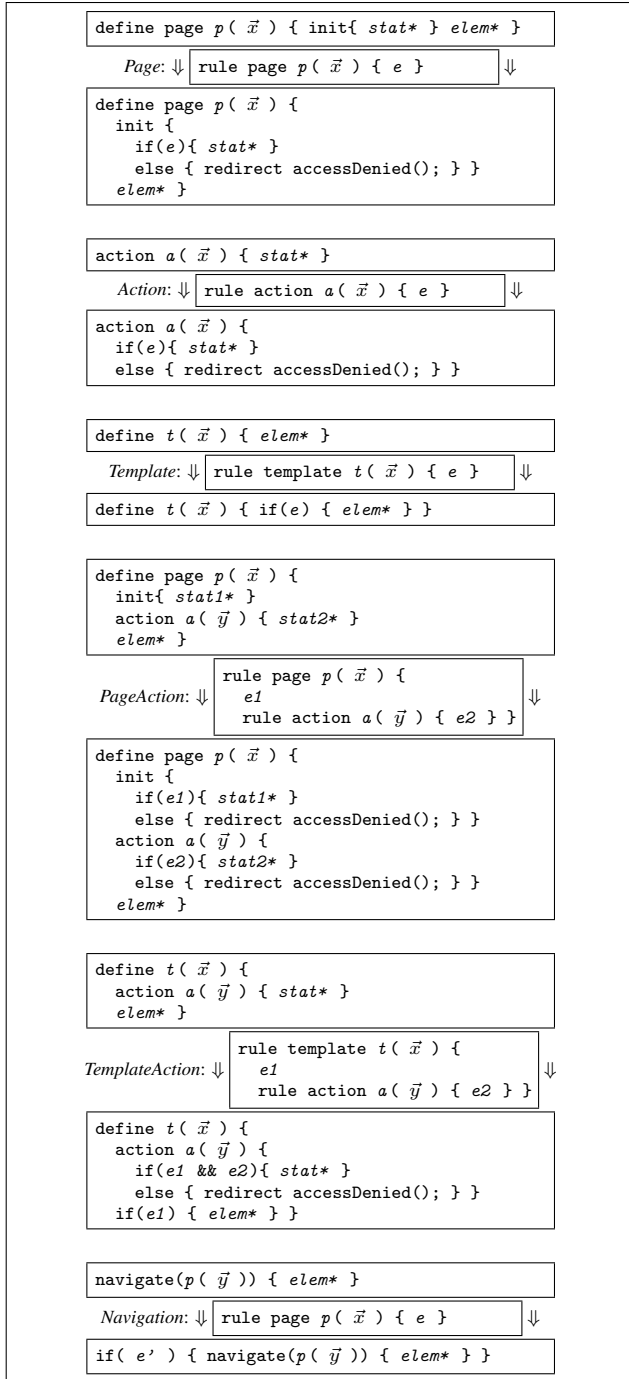 define page p ( x⃗ ) { init{ stat* } elem* }
Page: ⇓ rule page p ( x⃗ ) { e } ⇓
define page p ( x⃗ ) {
init {
if(e){ stat* }
else { redirect accessDenied(); } }
elem* }
action a( x⃗ ) { stat* }
Action: ⇓ rule action a( x⃗ ) { e } ⇓
action a( x⃗ ) {
if(e){ stat* }
else { redirect accessDenied(); } }
define t( x⃗ ) { elem* }
Template: ⇓ rule template t( x⃗ ) { e } ⇓
define t( x⃗ ) { if(e) { elem* } }
define page p( x⃗ ) {
init{ stat1* }
action a( y⃗ ) { stat2* }
elem* }
rule page p( x⃗ ) {
e1
PageAction: ⇓ rule action a( y⃗ ) { e2 } } ⇓
define page p( x⃗ ) {
init {
if(e1){ stat1* }
else { redirect accessDenied(); } }
action a( y⃗ ) {
if(e2){ stat2* }
else { redirect accessDenied(); } }
elem* }
define t( x⃗ ) {
action a( y⃗ ) { stat* }
elem* }
rule template t( x⃗ ) {
e1
TemplateAction: ⇓ rule action a( y⃗ ) { e2 } } ⇓
define t( x⃗ ) {
action a( y⃗ ) {
if(e1 && e2){ stat* }
else { redirect accessDenied(); } }
if(e1) { elem* } }
navigate(p( y⃗ )) { elem* }
Navigation: ⇓ rule page p( x⃗ ) { e } ⇓
if( e' ) { navigate(p( y⃗ )) { elem* } }